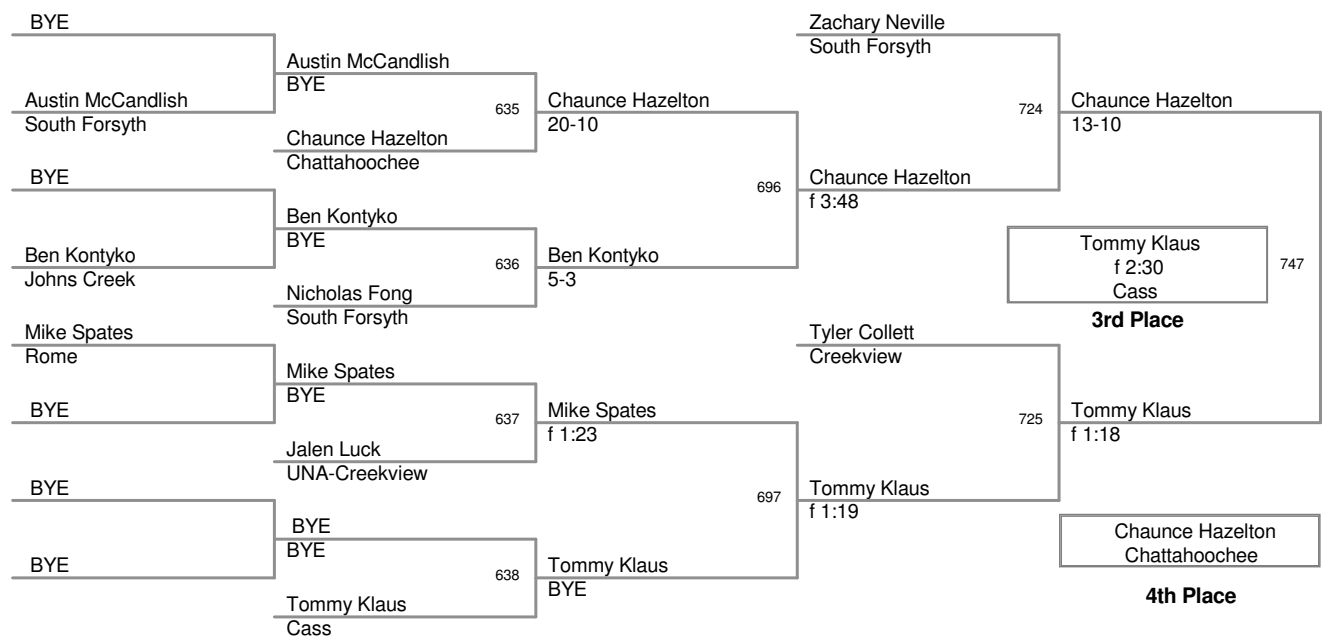 BYE
Zachary Neville
South Forsyth
Austin McCandlish
BYE
Austin McCandlish
South Forsyth
635
Chaunce Hazelton
20-10
724
Chaunce Hazelton
13-10
Chaunce Hazelton
Chattahoochee
BYE
696
Chaunce Hazelton
f 3:48
Ben Kontyko
BYE
Ben Kontyko
Johns Creek
636
Ben Kontyko
5-3
Tommy Klaus
f 2:30
Cass
747
3rd Place
Nicholas Fong
South Forsyth
Mike Spates
Rome
Tyler Collett
Creekview
Mike Spates
BYE
BYE
637
Mike Spates
f 1:23
725
Tommy Klaus
f 1:18
Jalen Luck
UNA-Creekview
BYE
697
Tommy Klaus
f 1:19
BYE
BYE
Chaunce Hazelton
Chattahoochee
4th Place
BYE
638
Tommy Klaus
BYE
Tommy Klaus
Cass